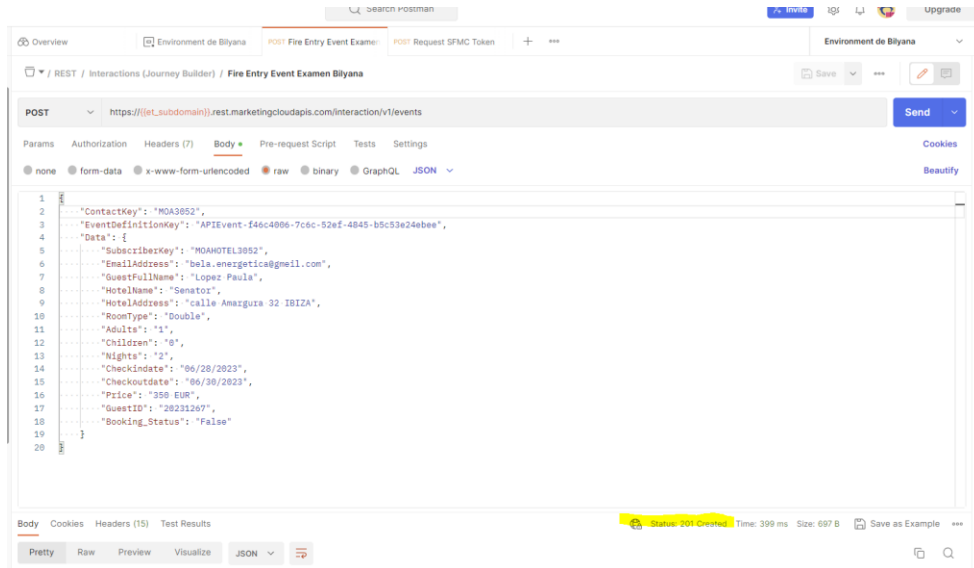 Search Postman
Invite
Upgrade
Overview
Environment de Bilyana
POST Fire Entry Event Examen
POST Request SFMC Token
Environment de Bilyana
/ REST / Interactions (Journey Builder) / Fire Entry Event Examen Bilyana
Save
POST
https://{{et_subdomain}}.rest.marketingcloudapis.com/interaction/v1/events
Send
Params Authorization Headers (7) Body Pre-request Script Tests Settings
Cookies
none form-data x-www-form-urlencoded raw binary GraphQL JSON
Beautify
1 {
2 "ContactKey": "MOA3052",
3 "EventDefinitionKey": "APIEvent-f46c4006-7c6c-52ef-4845-b5c53e24ebee",
4 "Data": {
5 "SubscriberKey": "MOAHOTEL3052",
6 "EmailAddress": "bela.energetica@gmeil.com",
7 "GuestFullName": "Lopez Paula",
8 "HotelName": "Senator",
9 "HotelAddress": "calle Amargura 32 IBIZA",
10 "RoomType": "Double",
11 "Adults": "1",
12 "Children": "0",
13 "Nights": "2",
14 "Checkindate": "06/28/2023",
15 "Checkoutdate": "06/30/2023",
16 "Price": "350 EUR",
17 "GuestID": "20231267",
18 "Booking_Status": "False"
19 }
20 }
Body Cookies Headers (15) Test Results
Status: 201 Created Time: 399 ms Size: 697 B Save as Example
Pretty Raw Preview Visualize JSON